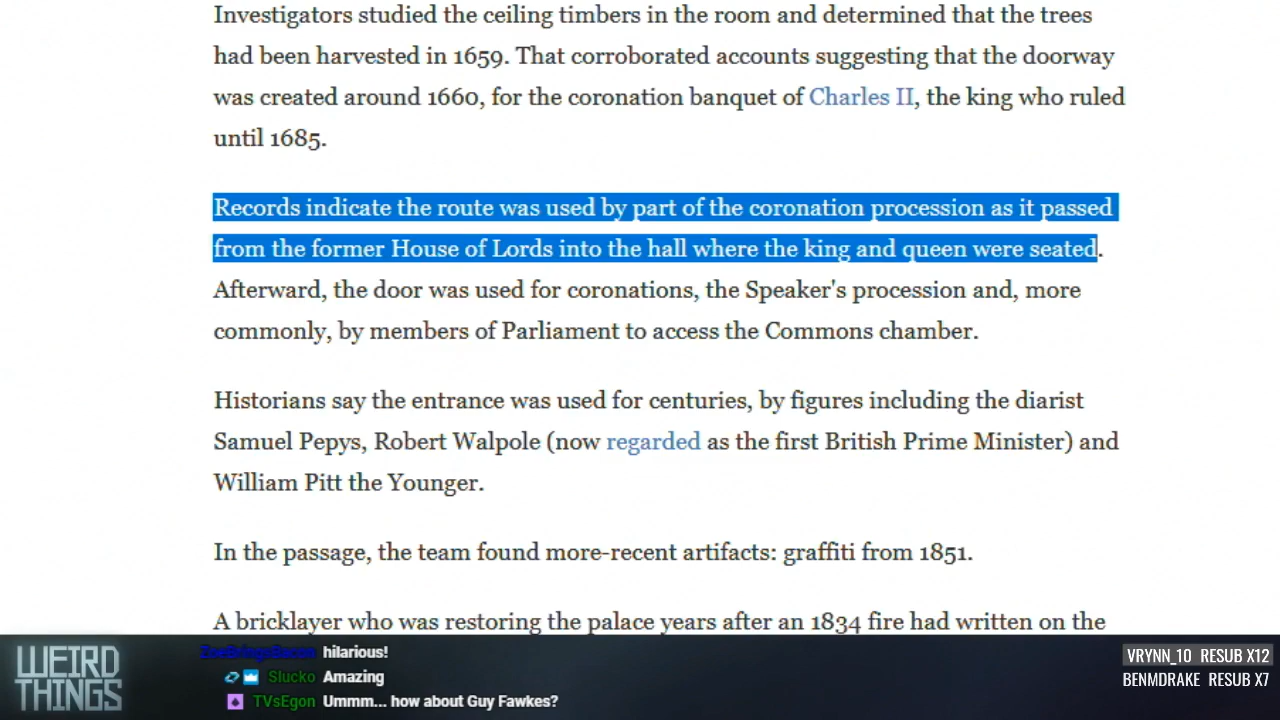 Investigators studied the ceiling timbers in the room and determined that the trees
had been harvested in 1659. That corroborated accounts suggesting that the doorway
was created around 1660, for the coronation banquet of Charles II, the king who ruled
until 1685.
Records indicate the route was used by part of the coronation procession as it passed
from the former House of Lords into the hall where the king and queen were seated.
Afterward, the door was used for coronations, the Speaker's procession and, more
commonly, by members of Parliament to access the Commons chamber.
Historians say the entrance was used for centuries, by figures including the diarist
Samuel Pepys, Robert Walpole (now regarded as the first British Prime Minister) and
William Pitt the Younger.
In the passage, the team found more-recent artifacts: graffiti from 1851.
A bricklayer who was restoring the palace years after an 1834 fire had written on the
WEIRD
THINGS
hilarious!
Slucko Amazing
TVsEgon Ummm... how about Guy Fawkes?
VRYNN_10 RESUB X12
BENMDRAKE RESUB X7